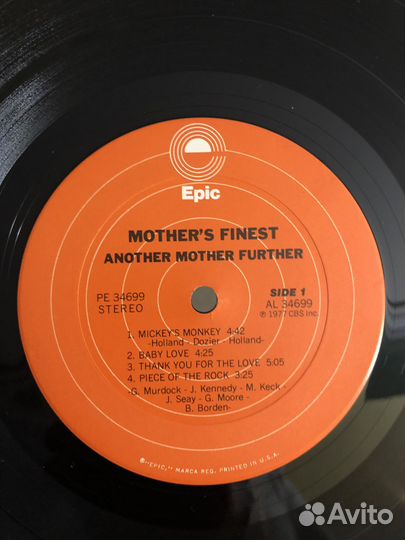 Epic
MOTHER'S FINEST
ANOTHER MOTHER FURTHER
PE 34699
STEREO
SIDE 1
AL 34699
℗ 1977 CBS Inc.
1. MICKEY'S MONKEY 4:42
-Holland - Dozier - Holland-
2. BABY LOVE 4:25
3. THANK YOU FOR THE LOVE 5:05
4. PIECE OF THE ROCK 3:25
-G. Murdock - J. Kennedy - M. Keck -
J. Seay - G. Moore -
B. Borden-
®"EPIC," MARCA REG. PRINTED IN U.S.A.
Avito